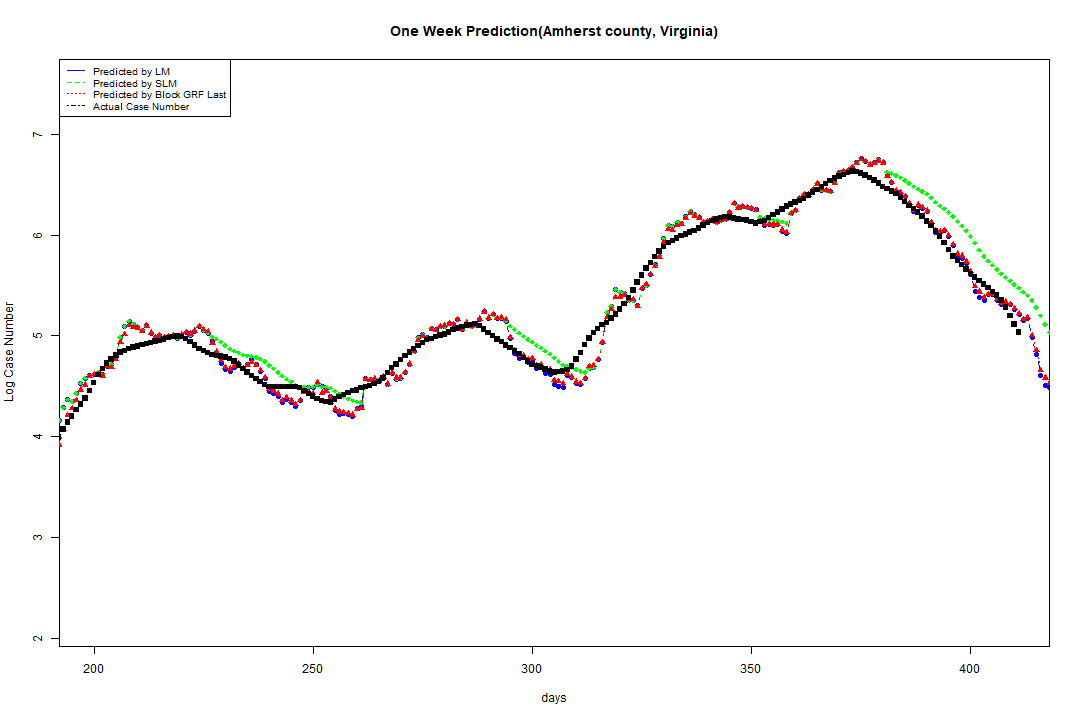 One Week Prediction(Amherst county, Virginia)
Predicted by LM
Predicted by SLM
Predicted by Block GRF Last
Actual Case Number
Log Case Number
7
6
5
4
3
2
200 250 300 350 400
days